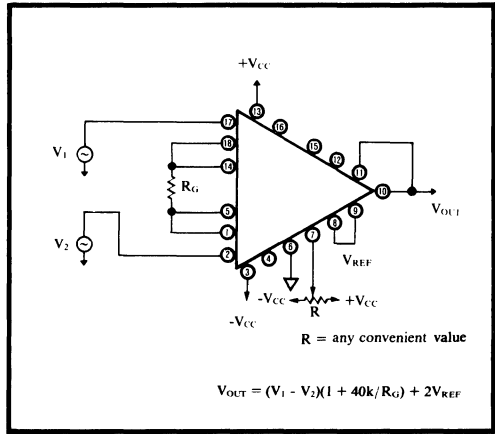 +VCC
13
17
16
18
15
V1
14
12
11
RG
10
5
9
VOUT
1
8
V2
7
2
6
VREF
4
3
-VCC
+VCC
R
-VCC
R = any convenient value
VOUT = (V1 - V2)(1 + 40k/RG) + 2VREF